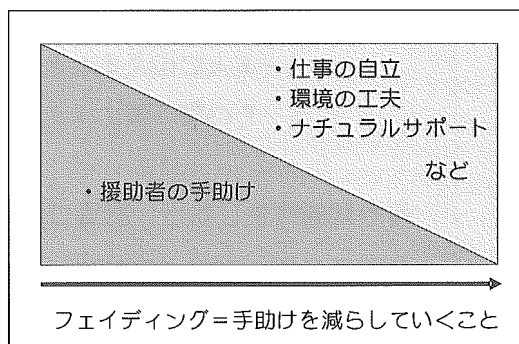 ・仕事の自立
・環境の工夫
・ナチュラルサポート
など
・援助者の手助け
フェイディング＝手助けを減らしていくこと